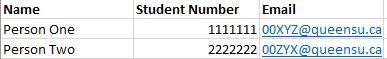 Name Student Number Email
Person One 1111111 00XYZ@queensu.ca
Person Two 2222222 00ZYX@queensu.ca